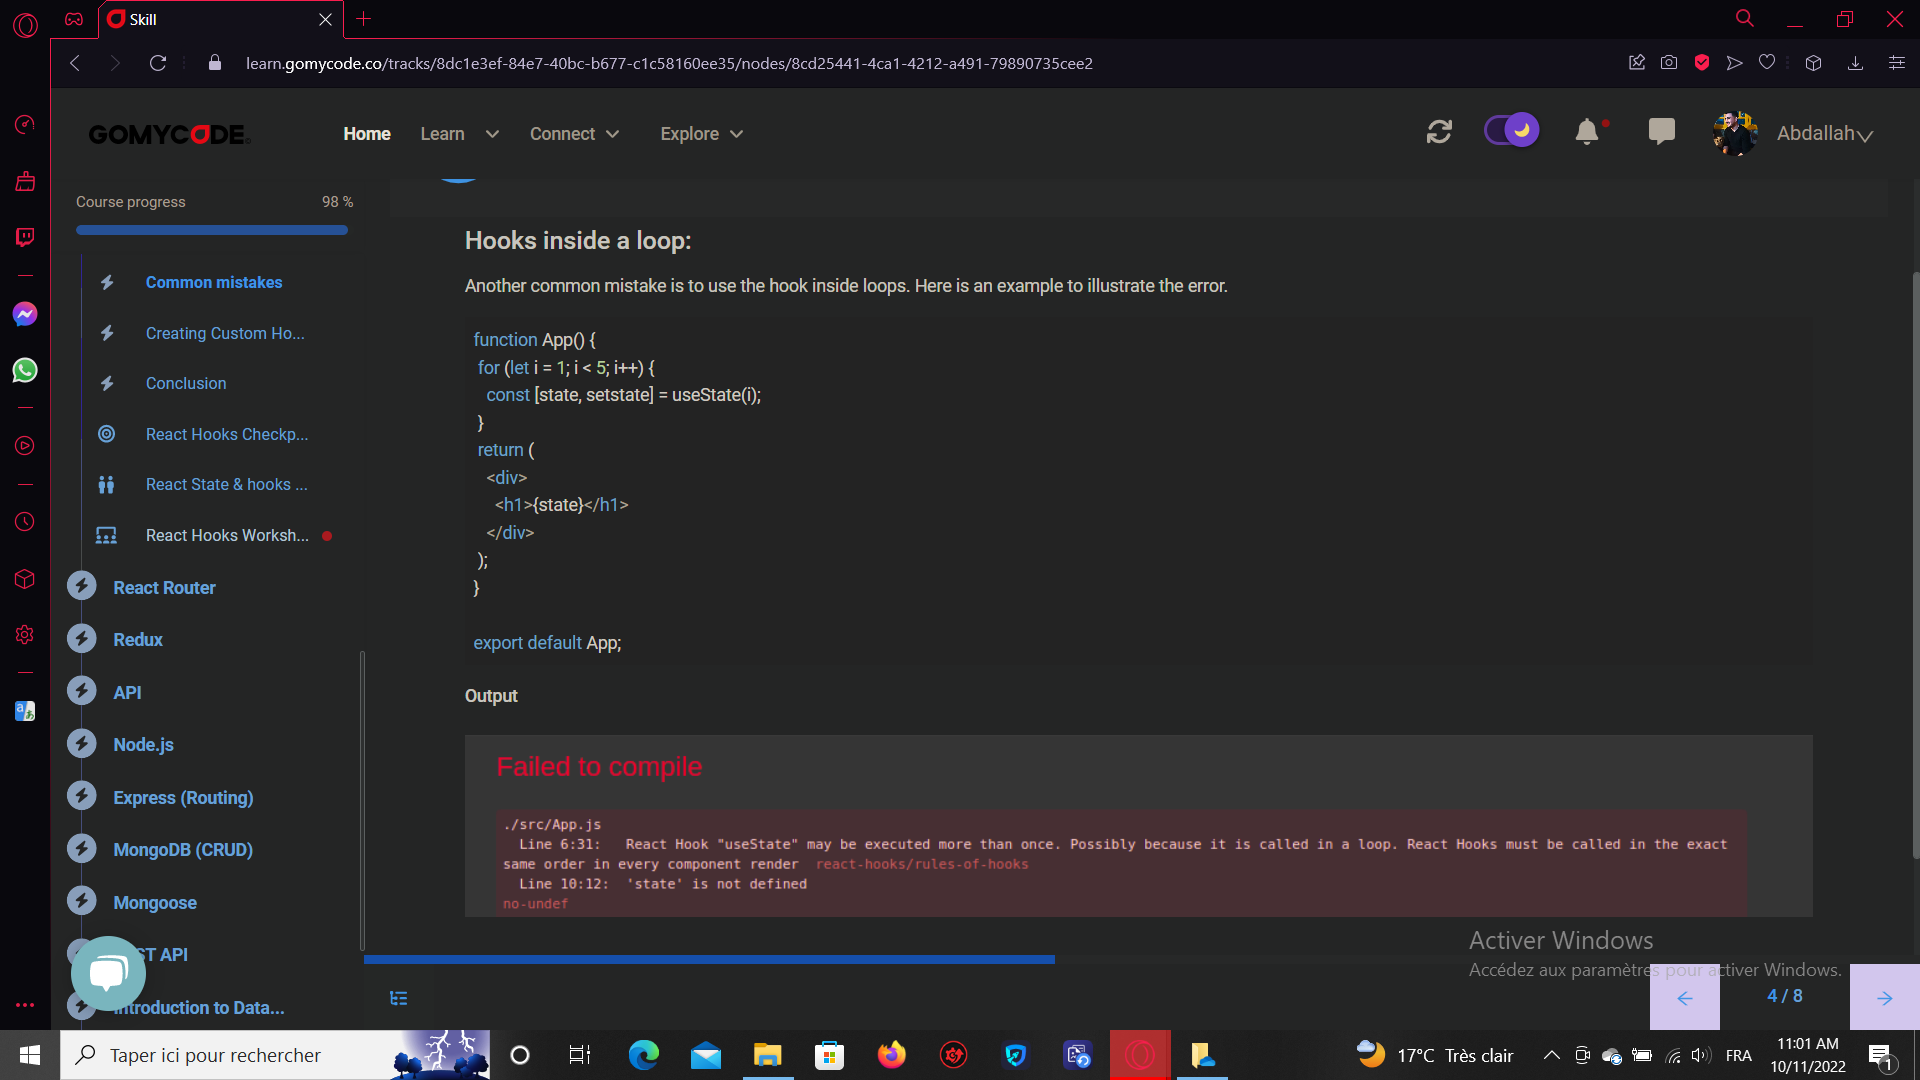 Skill
learn.gomycode.co/tracks/8dc1e3ef-84e7-40bc-b677-c1c58160ee35/nodes/8cd25441-4ca1-4212-a491-79890735cee2
GOMYCODE
Home Learn Connect Explore
Abdallah
Course progress 98 %
Common mistakes
Creating Custom Ho...
Conclusion
React Hooks Checkp...
React State & hooks ...
React Hooks Worksh...
React Router
Redux
API
Node.js
Express (Routing)
MongoDB (CRUD)
Mongoose
ST API
Introduction to Data...
Hooks inside a loop:
Another common mistake is to use the hook inside loops. Here is an example to illustrate the error.
function App() {
for (let i = 1; i < 5; i++) {
const [state, setstate] = useState(i);
}
return (
<div>
<h1>{state}</h1>
</div>
);
}
export default App;
Output
Failed to compile
./src/App.js
Line 6:31: React Hook "useState" may be executed more than once. Possibly because it is called in a loop. React Hooks must be called in the exact
same order in every component render react-hooks/rules-of-hooks
Line 10:12: 'state' is not defined
no-undef
Activer Windows
Accédez aux paramètres pour activer Windows.
4 / 8
Taper ici pour rechercher
17°C Très clair
FRA
11:01 AM
10/11/2022
1